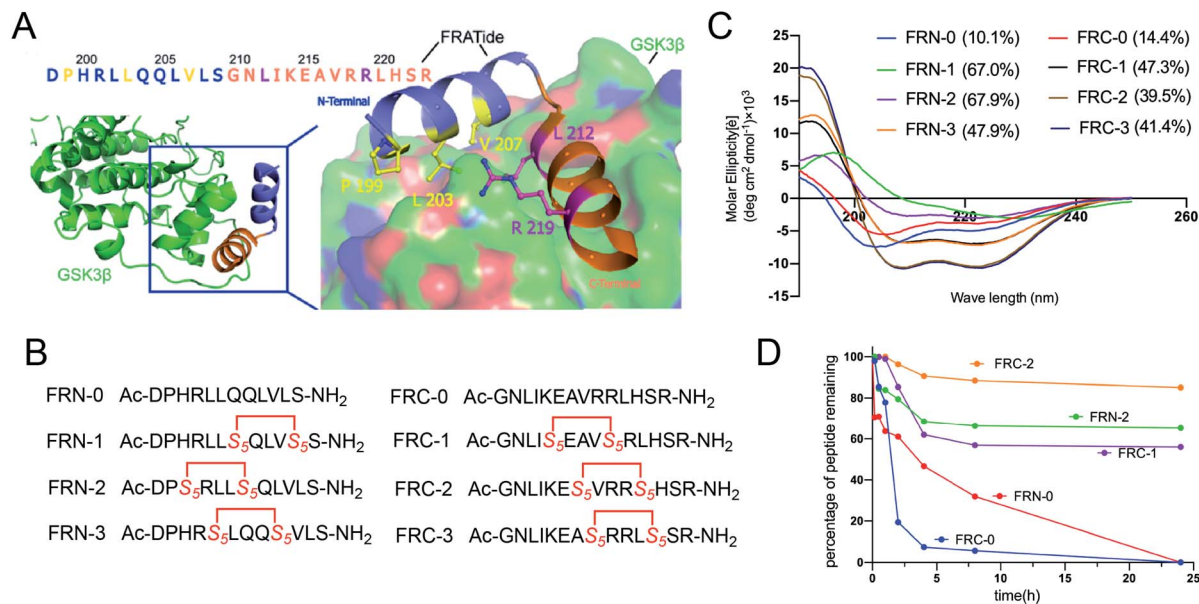 A
200 205 210 215 220
FRATide
GSK3β
DPHRLLQQLVLSGNLIKEAVRRLHSR
N-Terminal
L 212
V 207
P 199
L 203
R 219
GSK3β
C-Terminal
B
FRN-0 Ac-DPHRLLQQLVLS-NH2
FRN-1 Ac-DPHRLLS5QLVS5S-NH2
FRN-2 Ac-DPS5RLLS5QLVLS-NH2
FRN-3 Ac-DPHRS5LQQS5VLS-NH2
FRC-0 Ac-GNLIKEAVRRLHSR-NH2
FRC-1 Ac-GNLIS5EAVS5RLHSR-NH2
FRC-2 Ac-GNLIKES5VRRS5HSR-NH2
FRC-3 Ac-GNLIKEAS5RRLS5SR-NH2
C
Molar Ellipticity[è]
(deg cm2 dmol-1)×103
25
20
15
10
5
0
-5
-10
-15
200 220 240 260
Wave length (nm)
FRN-0 (10.1%)
FRN-1 (67.0%)
FRN-2 (67.9%)
FRN-3 (47.9%)
FRC-0 (14.4%)
FRC-1 (47.3%)
FRC-2 (39.5%)
FRC-3 (41.4%)
D
percentage of peptide remaining
100
80
60
40
20
0
0 5 10 15 20 25
time(h)
FRC-2
FRN-2
FRC-1
FRN-0
FRC-0